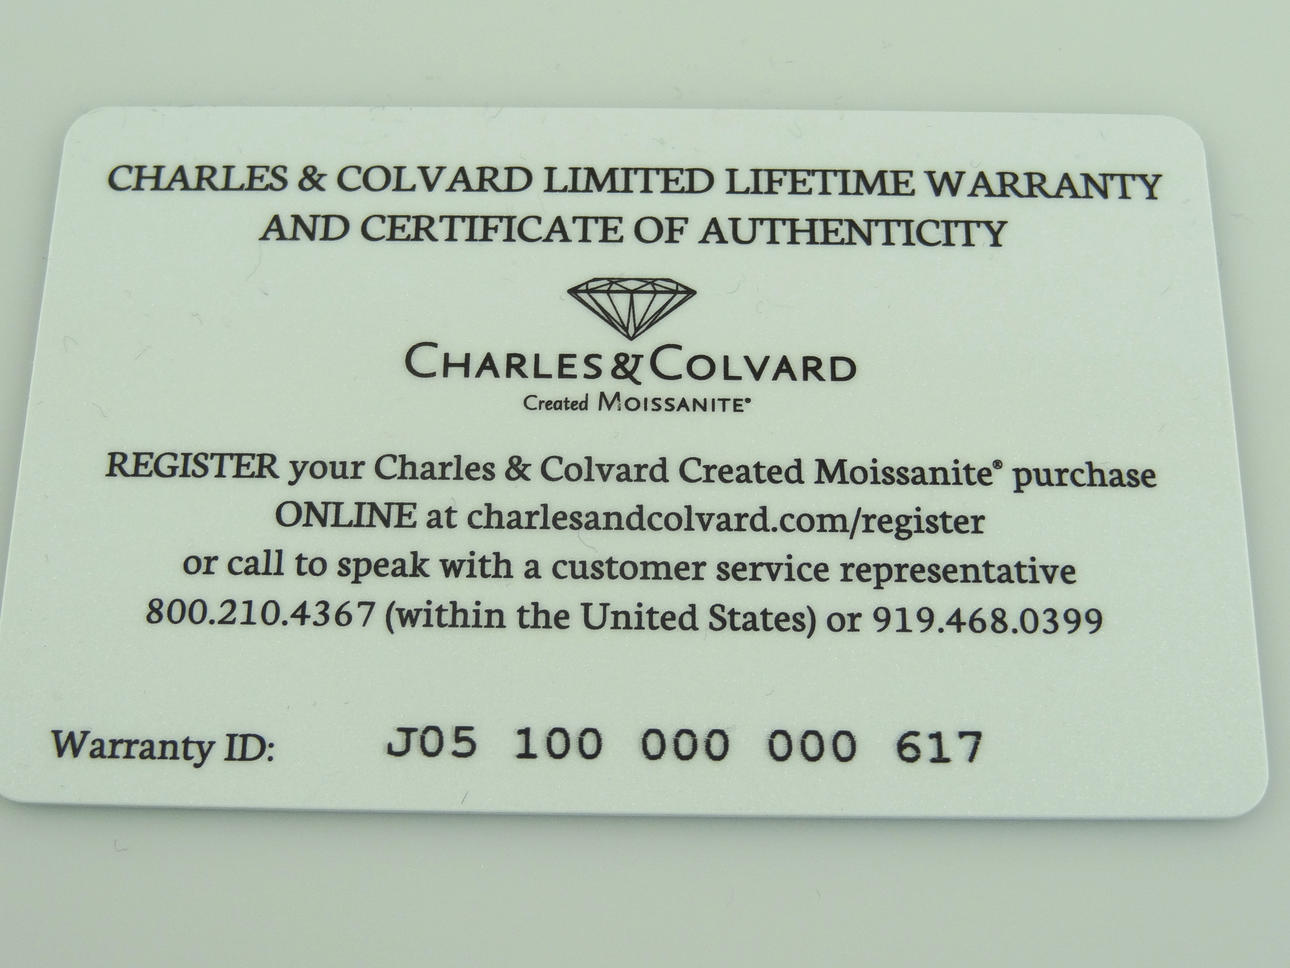 CHARLES & COLVARD LIMITED LIFETIME WARRANTY
AND CERTIFICATE OF AUTHENTICITY
CHARLES & COLVARD
Created MOISSANITE®
REGISTER your Charles & Colvard Created Moissanite® purchase
ONLINE at charlesandcolvard.com/register
or call to speak with a customer service representative
800.210.4367 (within the United States) or 919.468.0399
Warranty ID: J05 100 000 000 617